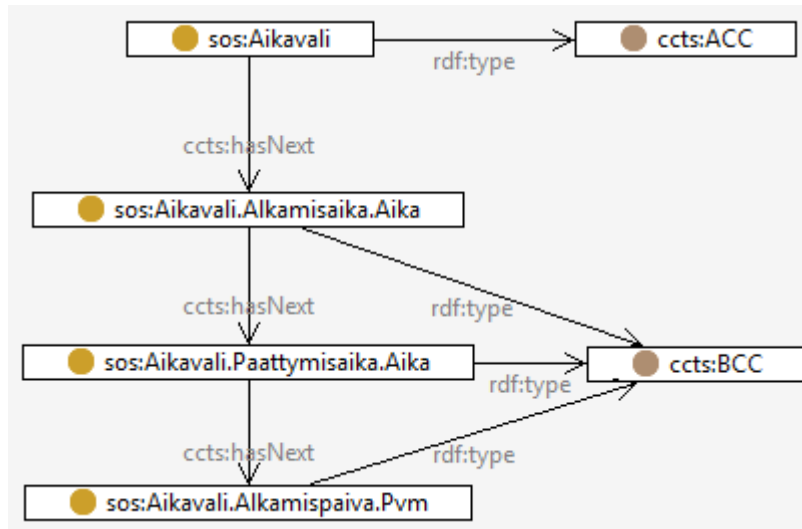 sos:Aikavali
ccts:ACC
rdf:type
ccts:hasNext
sos:Aikavali.Alkamisaika.Aika
ccts:hasNext
rdf:type
sos:Aikavali.Paattymisaika.Aika
ccts:BCC
rdf:type
ccts:hasNext
rdf:type
sos:Aikavali.Alkamispaiva.Pvm